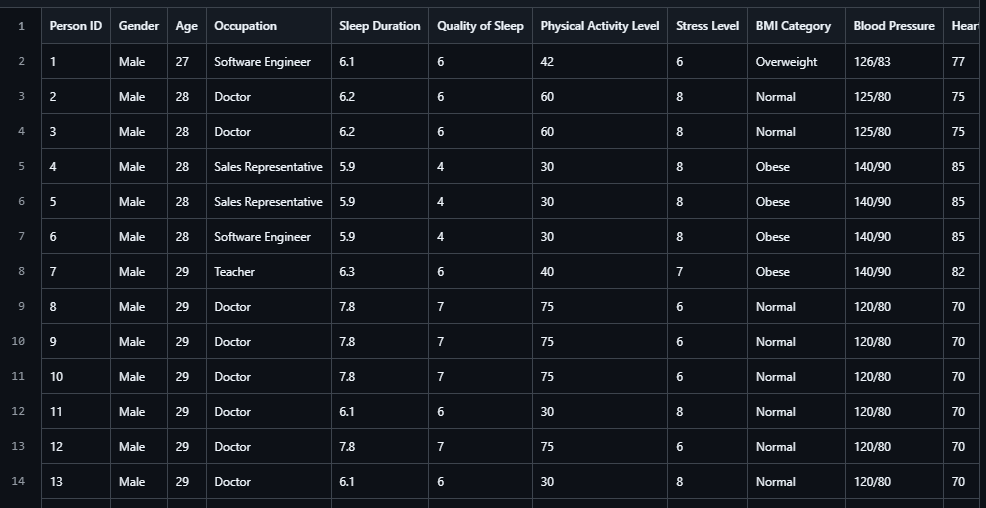 1 Person ID Gender Age Occupation Sleep Duration Quality of Sleep Physical Activity Level Stress Level BMI Category Blood Pressure
2 1 Male 27 Software Engineer 6.1 6 42 6 Overweight 126/83 77
3 2 Male 28 Doctor 6.2 6 60 8 Normal 125/80 75
4 3 Male 28 Doctor 6.2 6 60 8 Normal 125/80 75
5 4 Male 28 Sales Representative 5.9 4 30 8 Obese 140/90 85
6 5 Male 28 Sales Representative 5.9 4 30 8 Obese 140/90 85
7 6 Male 28 Software Engineer 5.9 4 30 8 Obese 140/90 85
8 7 Male 29 Teacher 6.3 6 40 7 Obese 140/90 82
9 8 Male 29 Doctor 7.8 7 75 6 Normal 120/80 70
10 9 Male 29 Doctor 7.8 7 75 6 Normal 120/80 70
11 10 Male 29 Doctor 7.8 7 75 6 Normal 120/80 70
12 11 Male 29 Doctor 6.1 6 30 8 Normal 120/80 70
13 12 Male 29 Doctor 7.8 7 75 6 Normal 120/80 70
14 13 Male 29 Doctor 6.1 6 30 8 Normal 120/80 70